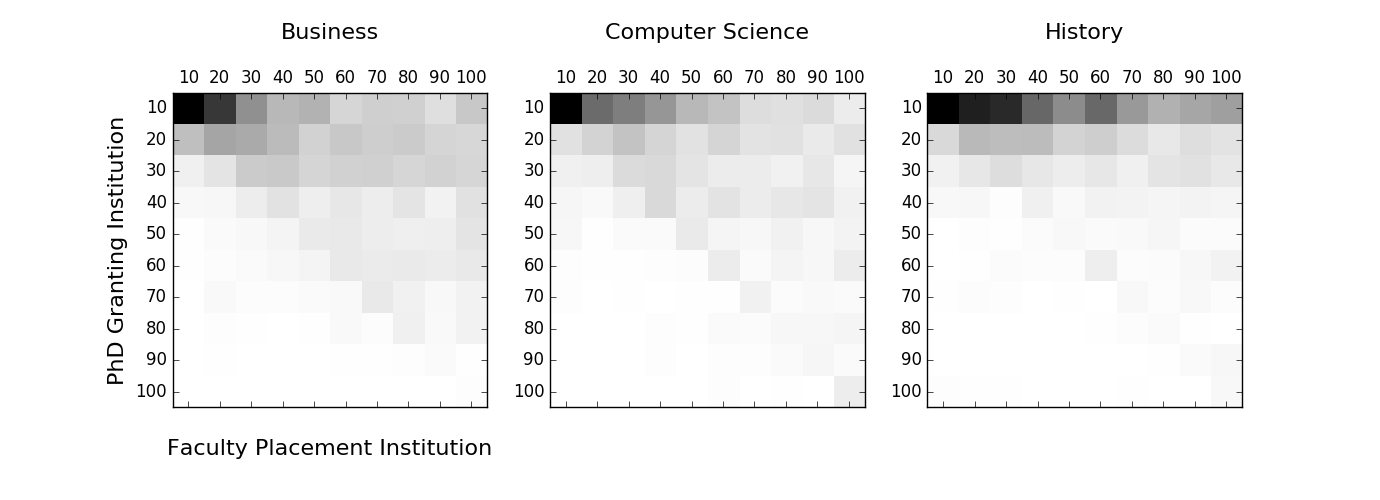 Business Computer Science History
10 20 30 40 50 60 70 80 90 100 10 20 30 40 50 60 70 80 90 100 10 20 30 40 50 60 70 80 90 100
PhD Granting Institution
10 10 10
20 20 20
30 30 30
40 40 40
50 50 50
60 60 60
70 70 70
80 80 80
90 90 90
100 100 100
Faculty Placement Institution